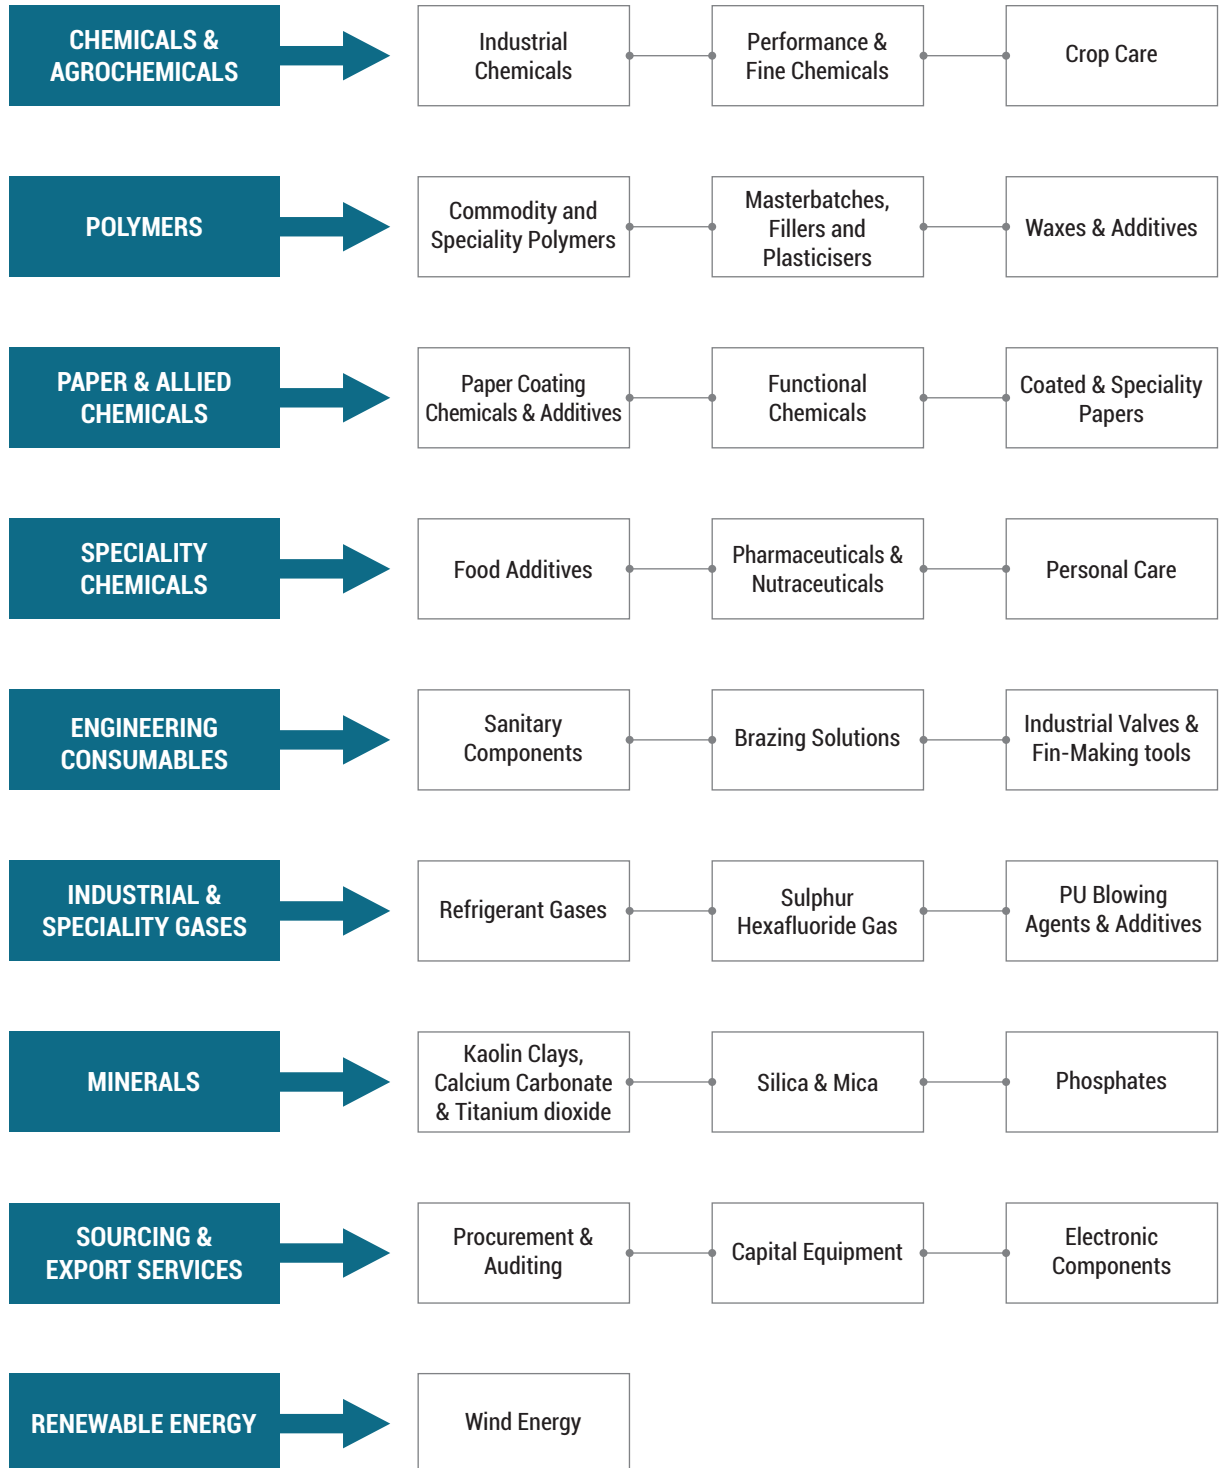 CHEMICALS &
AGROCHEMICALS
Industrial
Chemicals
Performance &
Fine Chemicals
Crop Care
POLYMERS
Commodity and
Speciality Polymers
Masterbatches,
Fillers and
Plasticisers
Waxes & Additives
PAPER & ALLIED
CHEMICALS
Paper Coating
Chemicals & Additives
Functional
Chemicals
Coated & Speciality
Papers
SPECIALITY
CHEMICALS
Food Additives
Pharmaceuticals &
Nutraceuticals
Personal Care
ENGINEERING
CONSUMABLES
Sanitary
Components
Brazing Solutions
Industrial Valves &
Fin-Making tools
INDUSTRIAL &
SPECIALITY GASES
Refrigerant Gases
Sulphur
Hexafluoride Gas
PU Blowing
Agents & Additives
MINERALS
Kaolin Clays,
Calcium Carbonate
& Titanium dioxide
Silica & Mica
Phosphates
SOURCING &
EXPORT SERVICES
Procurement &
Auditing
Capital Equipment
Electronic
Components
RENEWABLE ENERGY
Wind Energy